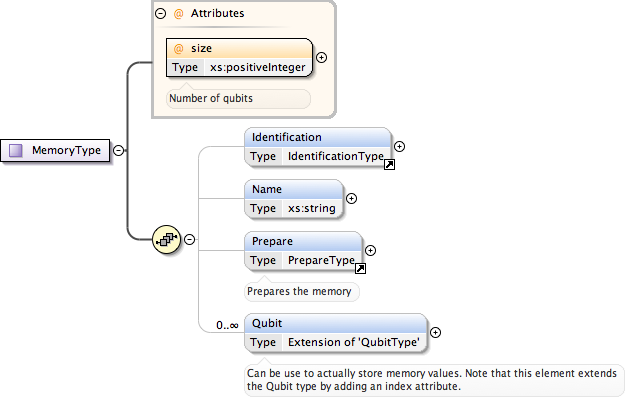 @ Attributes
@ size
Type xs:positiveInteger
Number of qubits
MemoryType
Identification
Type IdentificationType
Name
Type xs:string
Prepare
Type PrepareType
Prepares the memory
0..∞
Qubit
Type Extension of 'QubitType'
Can be use to actually store memory values. Note that this element extends
the Qubit type by adding an index attribute.